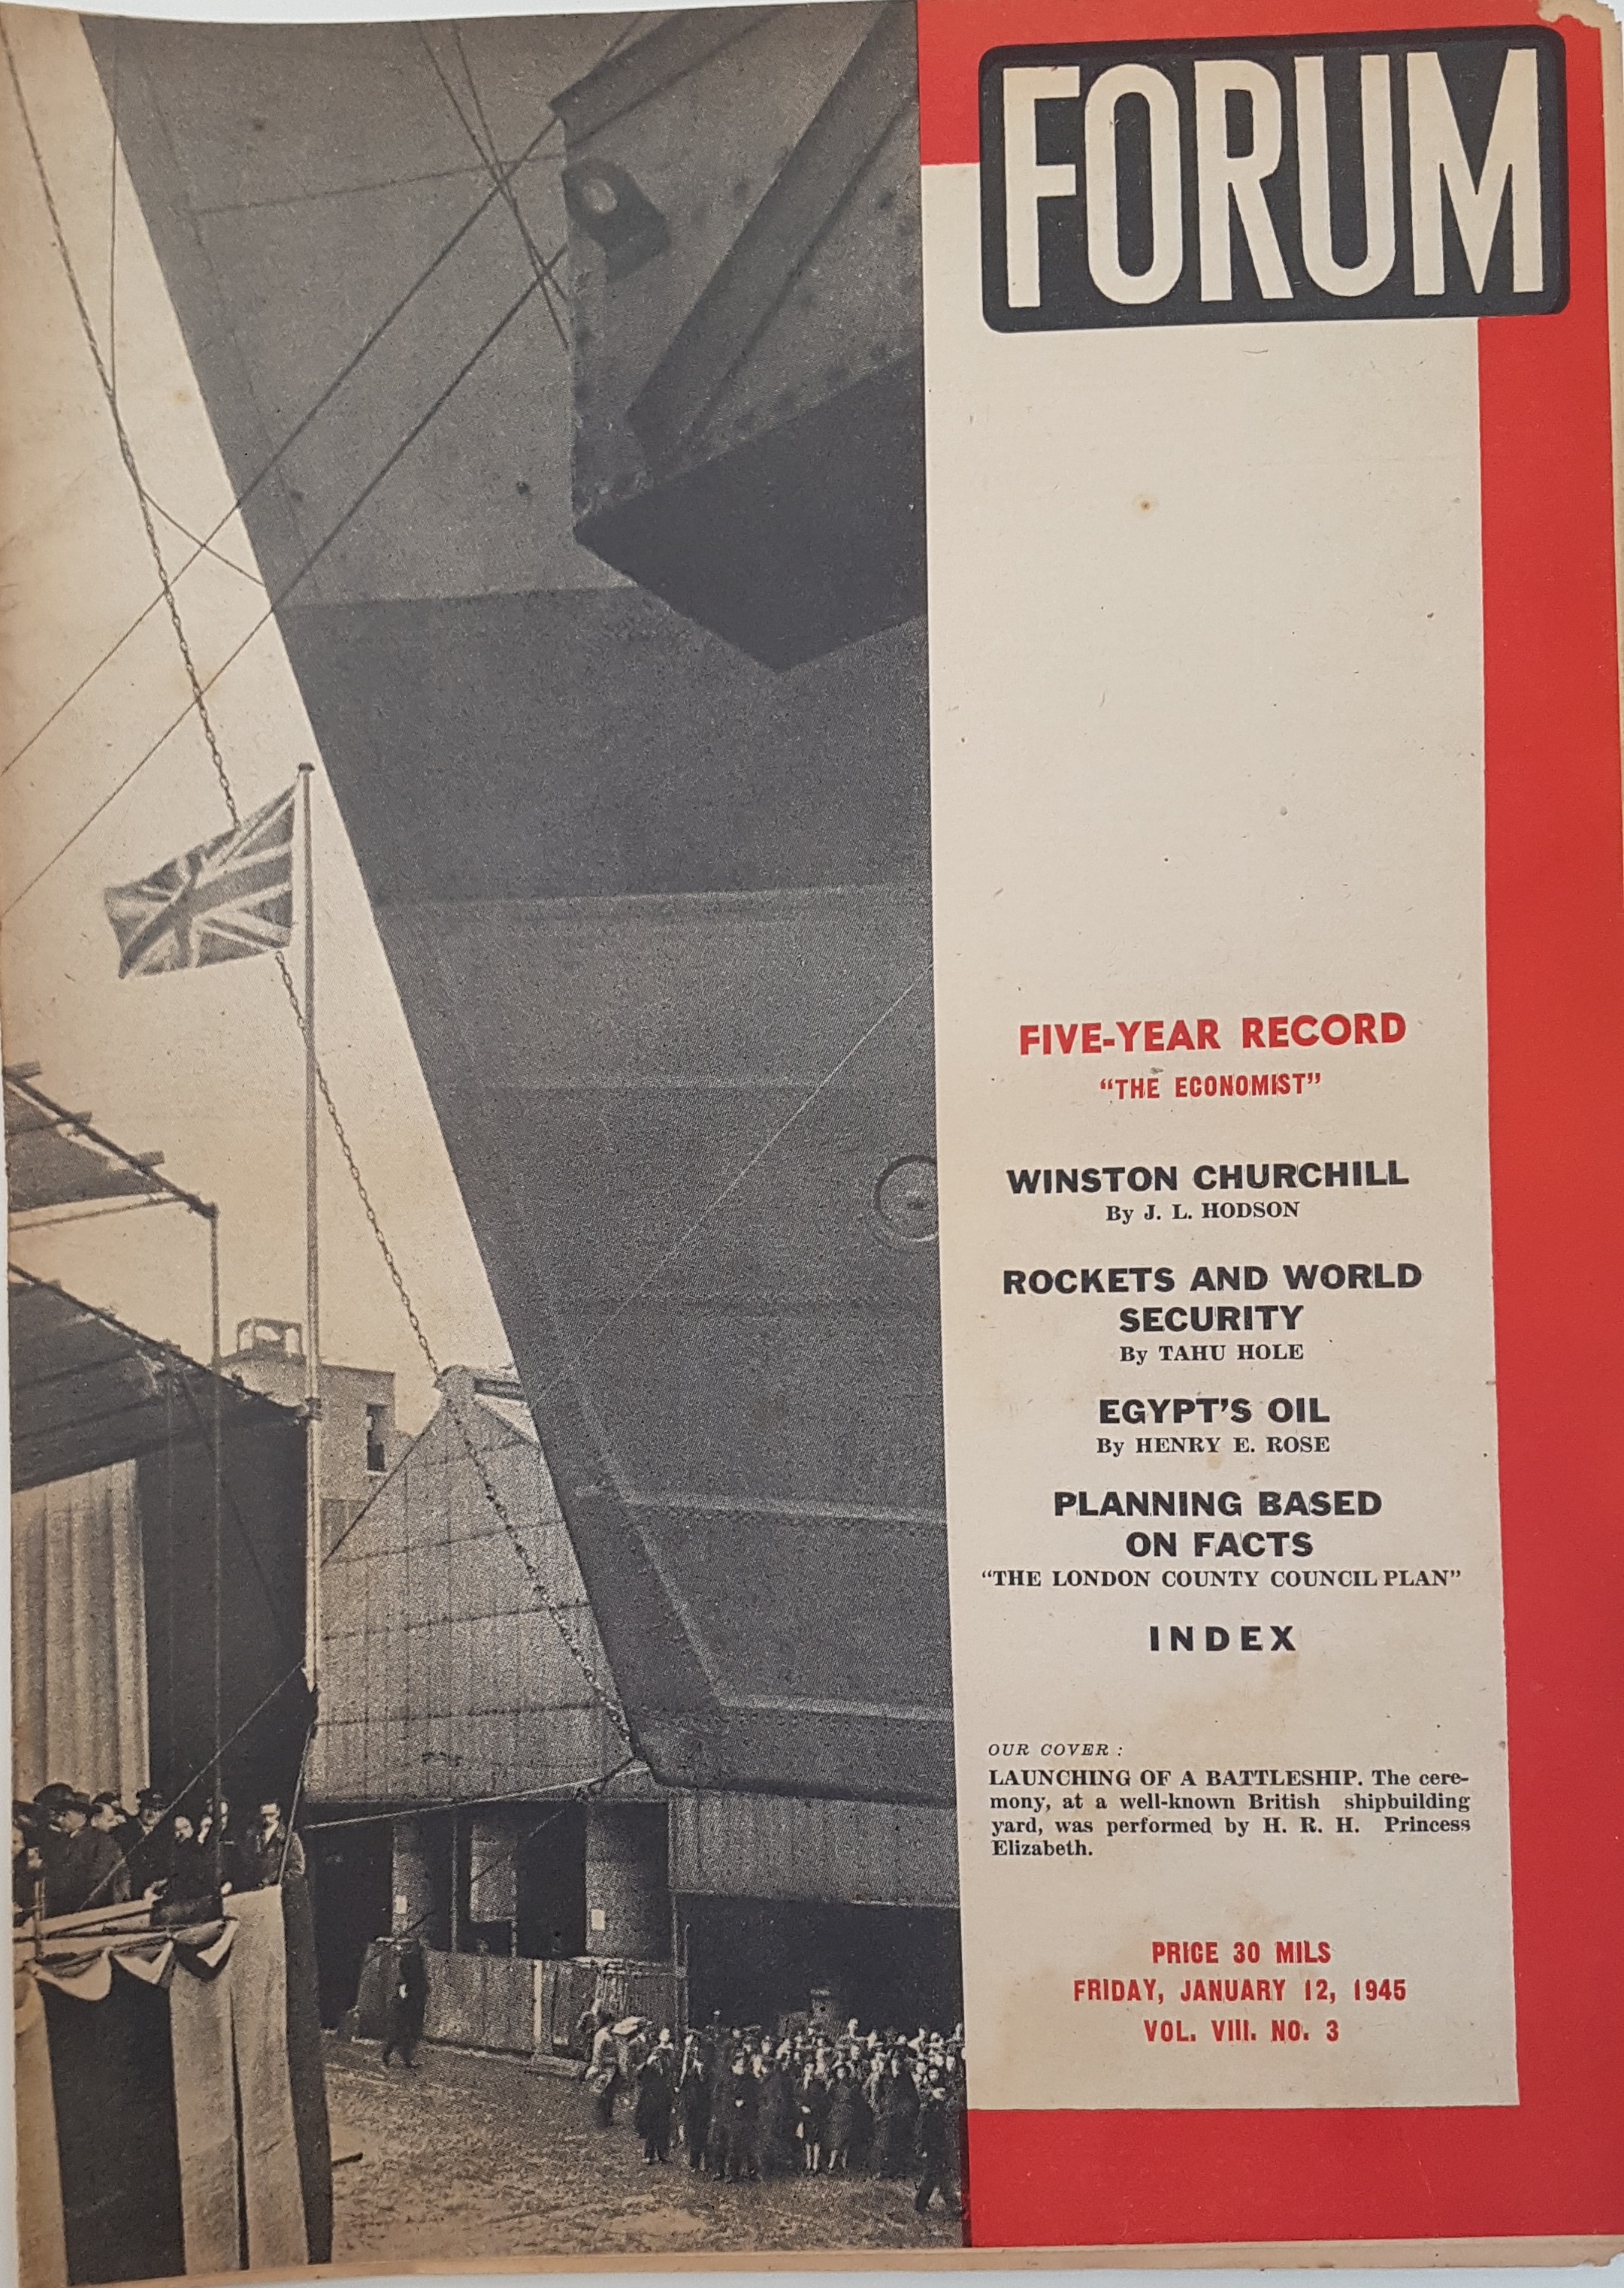 FORUM
FIVE-YEAR RECORD
“THE ECONOMIST”
WINSTON CHURCHILL
By J. L. HODSON
ROCKETS AND WORLD
SECURITY
By TAHU HOLE
EGYPT’S OIL
By HENRY E. ROSE
PLANNING BASED
ON FACTS
“THE LONDON COUNTY COUNCIL PLAN”
INDEX
OUR COVER :
LAUNCHING OF A BATTLESHIP. The cere-
mony, at a well-known British shipbuilding
yard, was performed by H. R. H. Princess
Elizabeth.
PRICE 30 MILS
FRIDAY, JANUARY 12, 1945
VOL. VIII. NO. 3